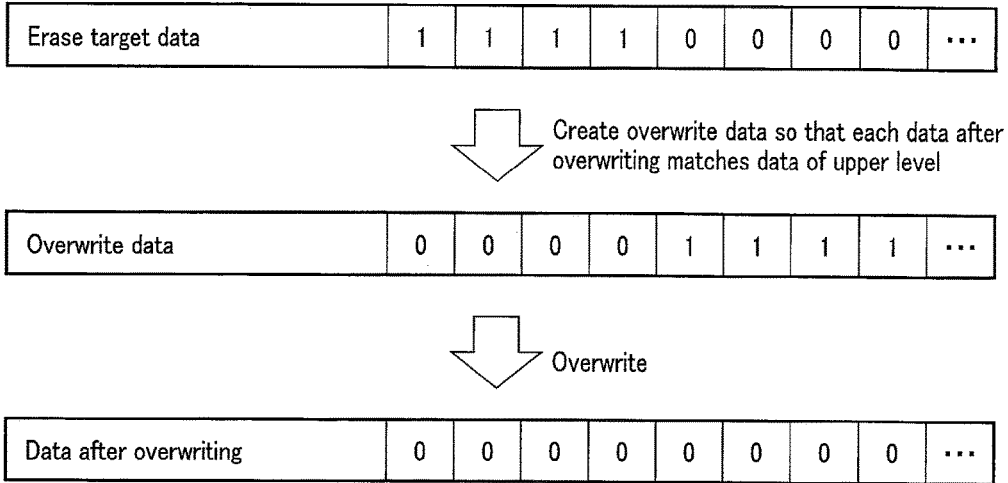 Erase target data 1 1 1 1 0 0 0 0 ...
Create overwrite data so that each data after
overwriting matches data of upper level
Overwrite data 0 0 0 0 1 1 1 1 ...
Overwrite
Data after overwriting 0 0 0 0 0 0 0 0 ...